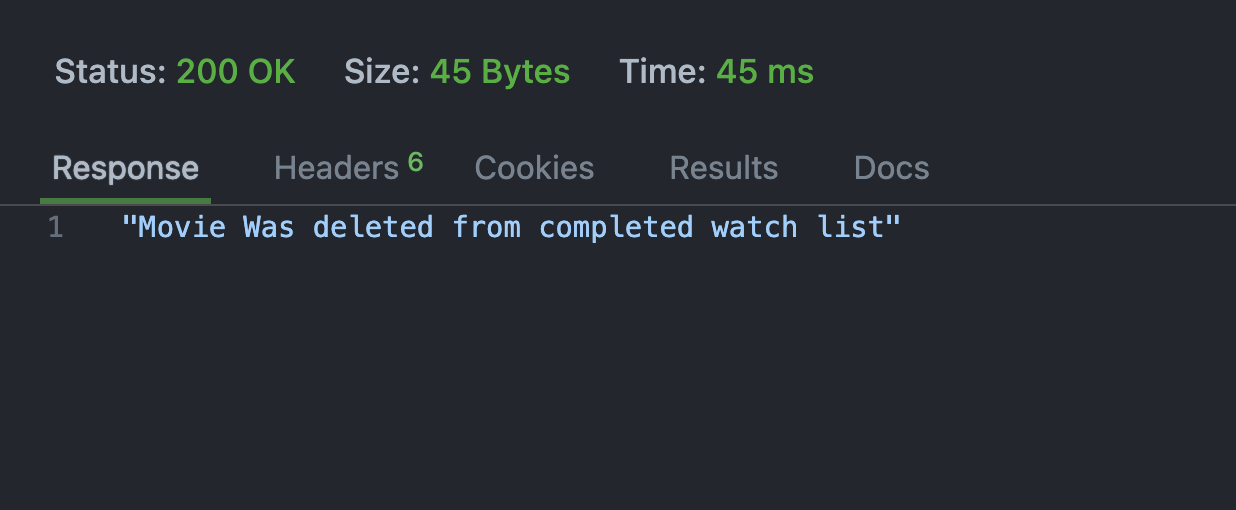 Status: 200 OK Size: 45 Bytes Time: 45 ms
Response Headers 6 Cookies Results Docs
1 "Movie Was deleted from completed watch list"